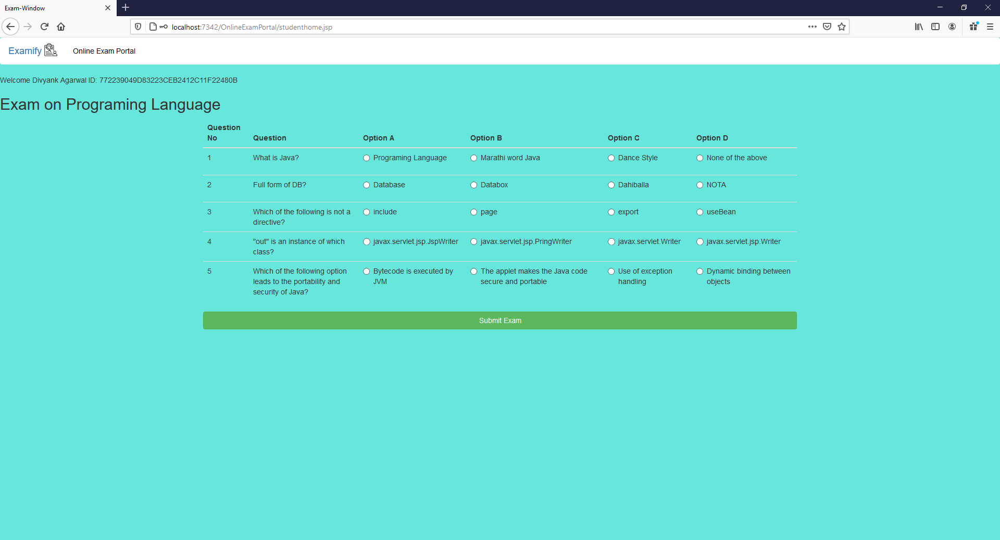 Exam-Window
localhost:7342/OnlineExamPortal/studenthome.jsp
Examify Online Exam Portal
Welcome Divyank Agarwal ID: 772239049D83223CEB2412C11F22480B
Exam on Programing Language
Question
No Question Option A Option B Option C Option D
1 What is Java? Programing Language Marathi word Java Dance Style None of the above
2 Full form of DB? Database Databox Dahiballa NOTA
3 Which of the following is not a include page export useBean
directive?
4 "out" is an instance of which javax.servlet.jsp.JspWriter javax.servlet.jsp.PringWriter javax.servlet.Writer javax.servlet.jsp.Writer
class?
5 Which of the following option Bytecode is executed by The applet makes the Java code Use of exception Dynamic binding between
leads to the portability and JVM secure and portable handling objects
security of Java?
Submit Exam